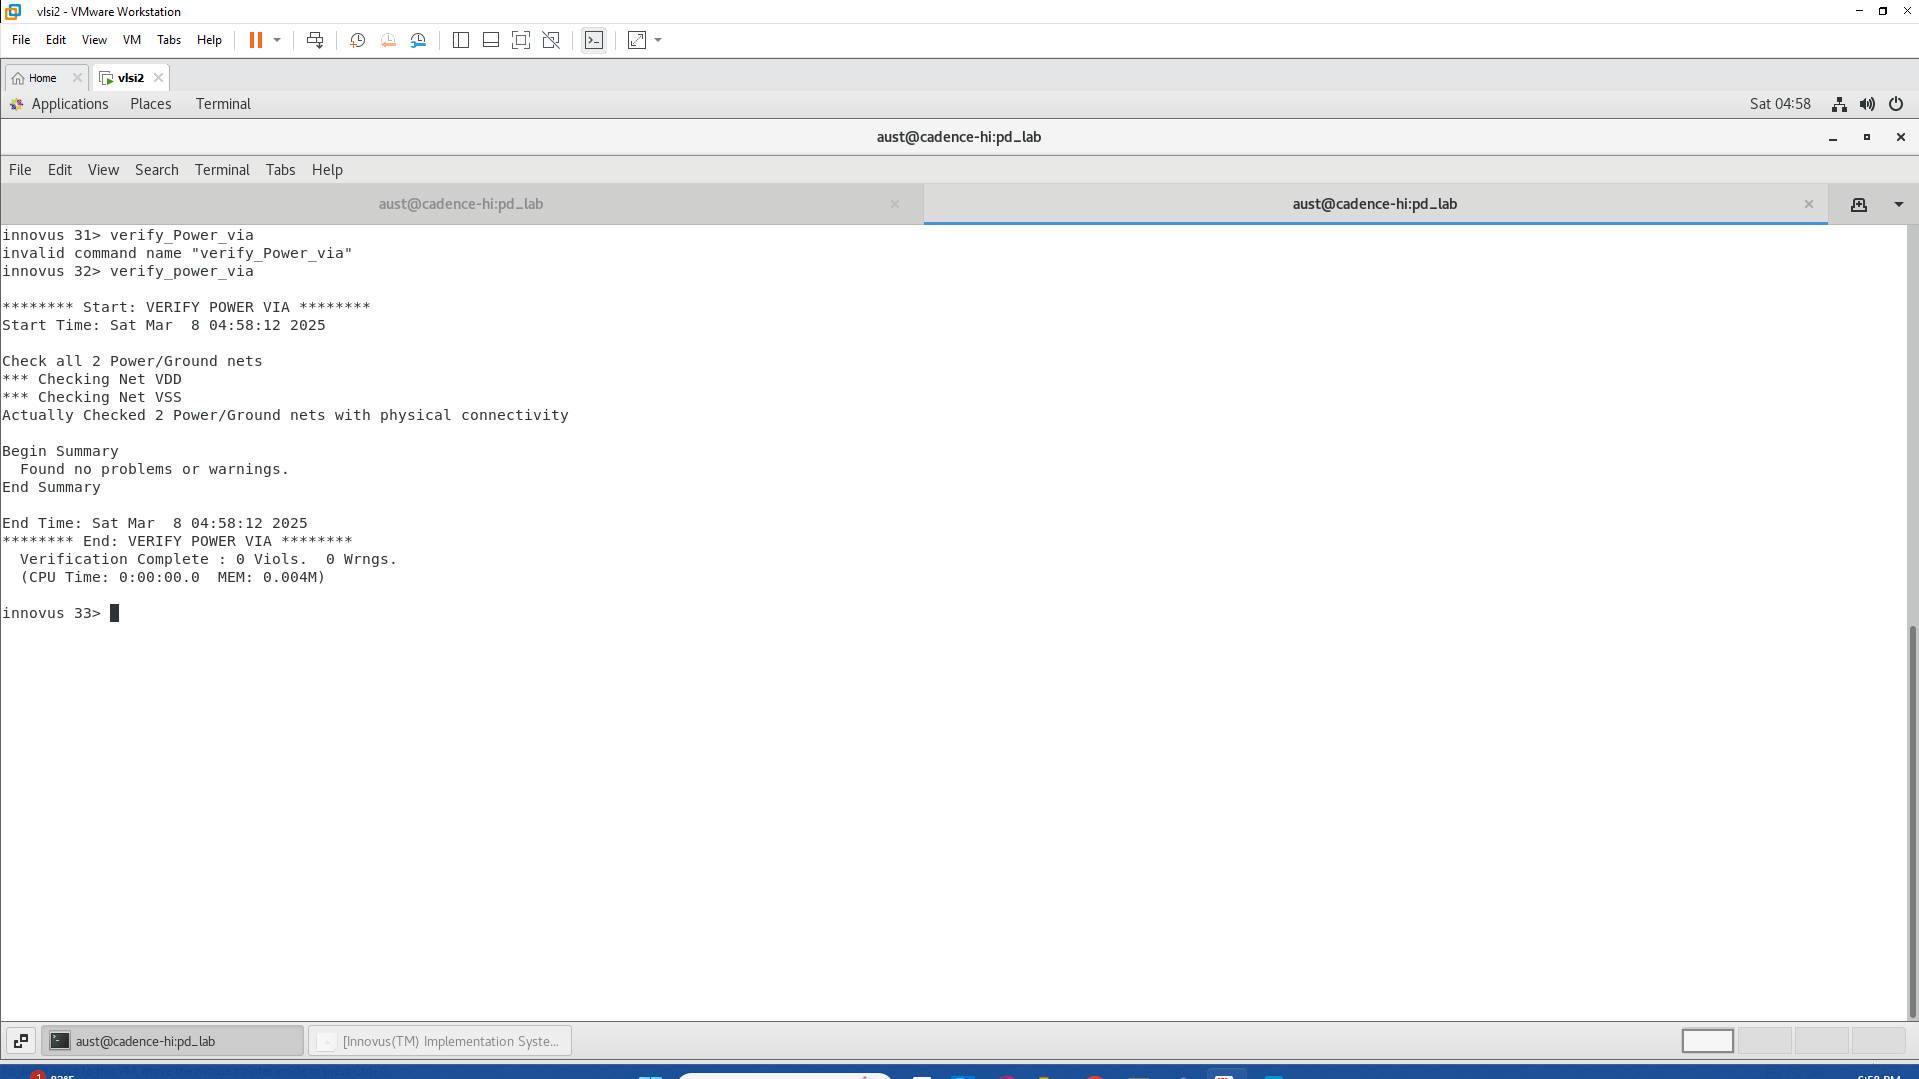 vlsi2 - VMware Workstation
File Edit View VM Tabs Help
Home vlsi2
Applications Places Terminal Sat 04:58
aust@cadence-hi:pd_lab
File Edit View Search Terminal Tabs Help
aust@cadence-hi:pd_lab aust@cadence-hi:pd_lab
innovus 31> verify_Power_via
invalid command name "verify_Power_via"
innovus 32> verify_power_via
******** Start: VERIFY POWER VIA ********
Start Time: Sat Mar  8 04:58:12 2025
Check all 2 Power/Ground nets
*** Checking Net VDD
*** Checking Net VSS
Actually Checked 2 Power/Ground nets with physical connectivity
Begin Summary
  Found no problems or warnings.
End Summary
End Time: Sat Mar  8 04:58:12 2025
******** End: VERIFY POWER VIA ********
  Verification Complete : 0 Viols.  0 Wrngs.
  (CPU Time: 0:00:00.0  MEM: 0.004M)
innovus 33>
aust@cadence-hi:pd_lab [Innovus(TM) Implementation Syste...
1